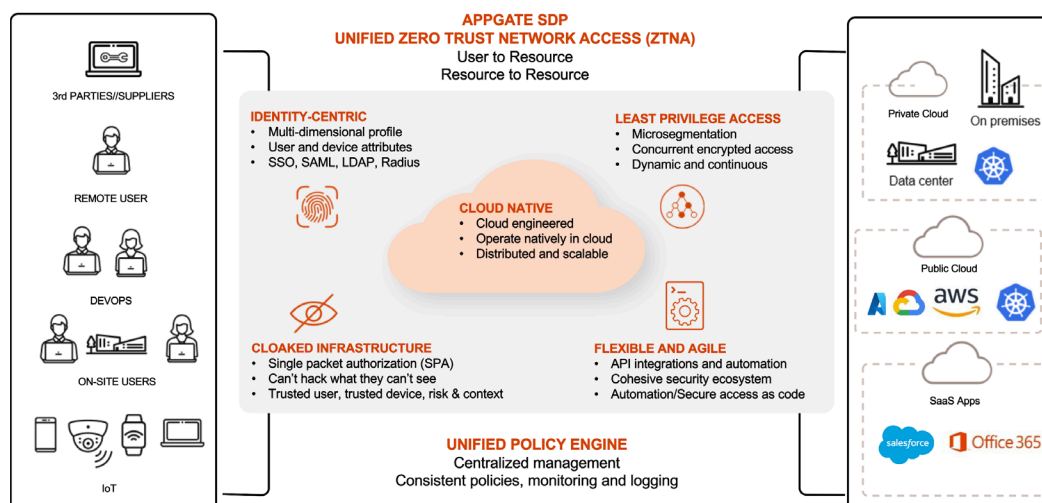 APPGATE SDP
UNIFIED ZERO TRUST NETWORK ACCESS (ZTNA)
User to Resource
Resource to Resource
3rd PARTIES//SUPPLIERS
REMOTE USER
DEVOPS
ON-SITE USERS
IoT
IDENTITY-CENTRIC
• Multi-dimensional profile
• User and device attributes
• SSO, SAML, LDAP, Radius
LEAST PRIVILEGE ACCESS
• Microsegmentation
• Concurrent encrypted access
• Dynamic and continuous
CLOUD NATIVE
• Cloud engineered
• Operate natively in cloud
• Distributed and scalable
CLOAKED INFRASTRUCTURE
• Single packet authorization (SPA)
• Can't hack what they can't see
• Trusted user, trusted device, risk & context
FLEXIBLE AND AGILE
• API integrations and automation
• Cohesive security ecosystem
• Automation/Secure access as code
UNIFIED POLICY ENGINE
Centralized management
Consistent policies, monitoring and logging
Private Cloud
On premises
Data center
Public Cloud
aws
SaaS Apps
salesforce
Office 365